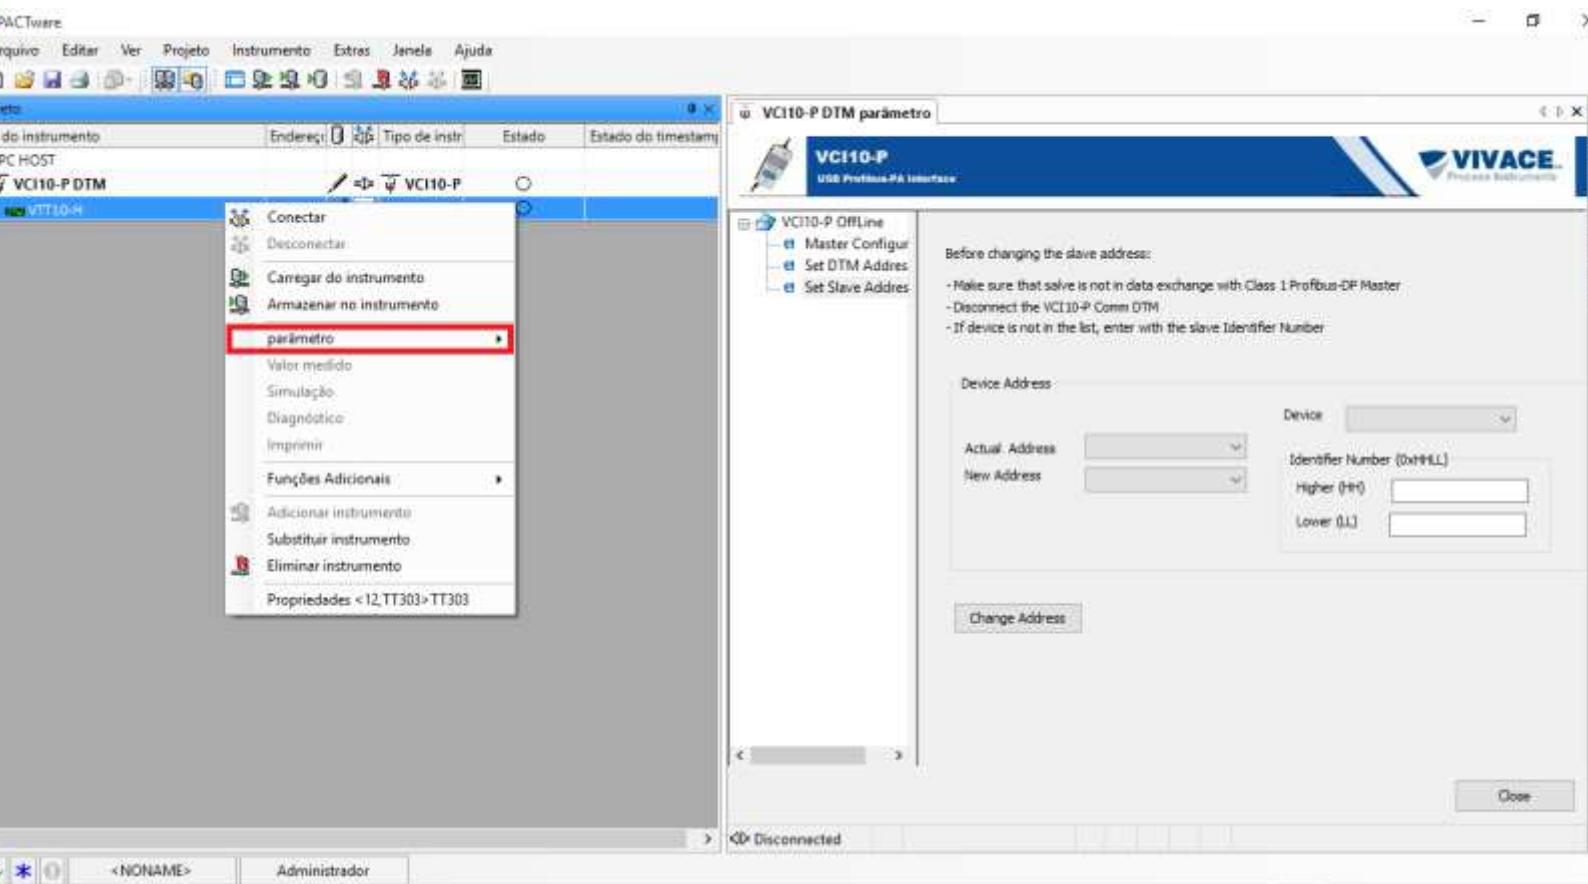 PACTware
rquivo Editar Ver Projeto Instrumento Extras Janela Ajuda
eto
do instrumento Endereç Tipo de instr Estado Estado do timestamp
PC HOST
VCI10-P DTM VCI10-P
VTT10-H
Conectar
Desconectar
Carregar do instrumento
Armazenar no instrumento
parâmetro
Valor medido
Simulação
Diagnóstico
Imprimir
Funções Adicionais
Adicionar instrumento
Substituir instrumento
Eliminar instrumento
Propriedades <12,TT303>TT303
VCI10-P DTM parâmetro
VCI10-P
USB Profibus-PA Interface
VIVACE
Process Instruments
VCI10-P OffLine
Master Configur
Set DTM Addres
Set Slave Addres
Before changing the slave address:
- Make sure that salve is not in data exchange with Class 1 Profibus-DP Master
- Disconnect the VCI10-P Comm DTM
- If device is not in the list, enter with the slave Identifier Number
Device Address
Device
Actual Address
New Address
Identifier Number (0xHHLL)
Higher (HH)
Lower (LL)
Change Address
Close
Disconnected
<NONAME> Administrador